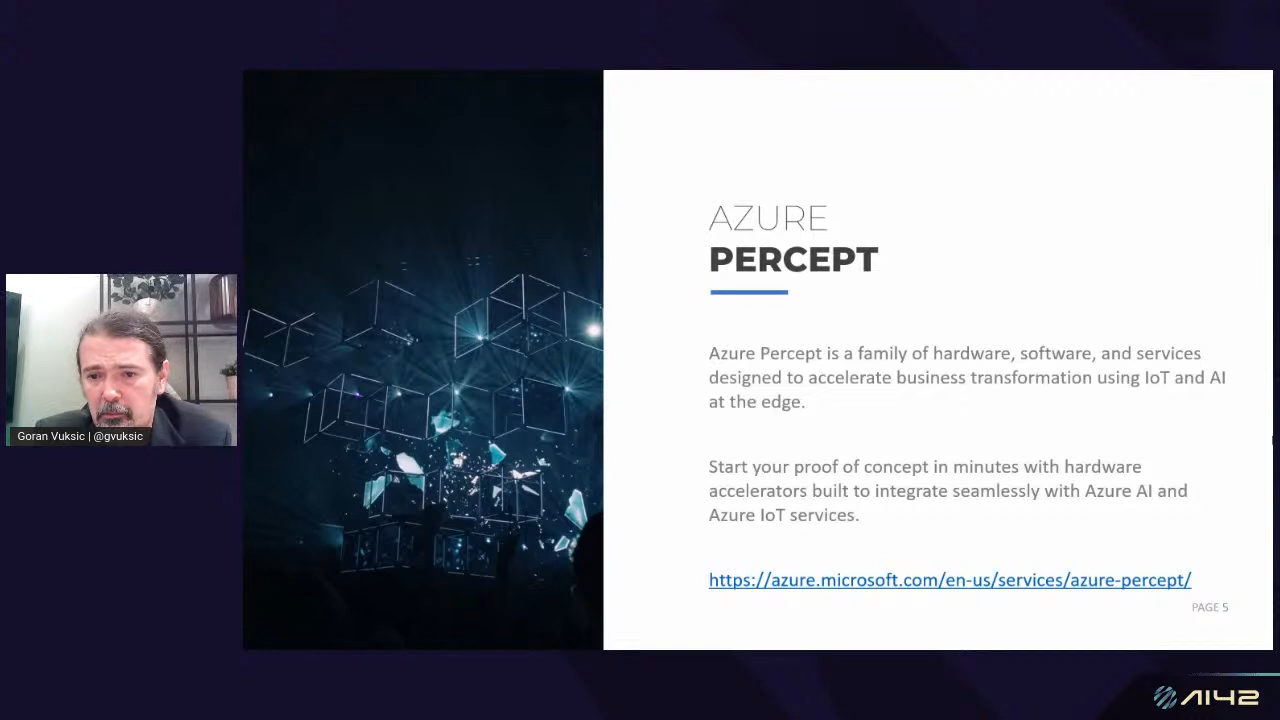 AZURE
PERCEPT
Azure Percept is a family of hardware, software, and services
designed to accelerate business transformation using IoT and AI
at the edge.
Start your proof of concept in minutes with hardware
accelerators built to integrate seamlessly with Azure AI and
Azure IoT services.
https://azure.microsoft.com/en-us/services/azure-percept/
PAGE 5
Goran Vuksic | @gvuksic
AI42